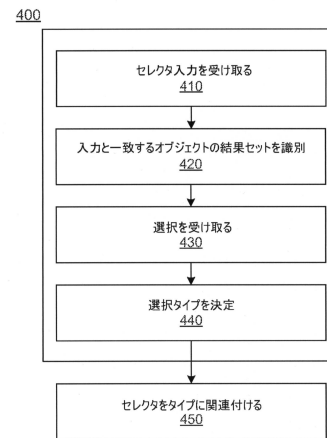 400
セレクタ入力を受け取る
410
入力と一致するオブジェクトの結果セットを識別
420
選択を受け取る
430
選択タイプを決定
440
セレクタをタイプに関連付ける
450